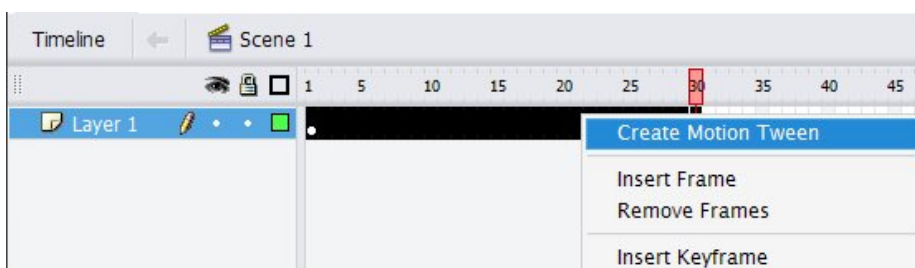 Timeline Scene 1
1 5 10 15 20 25 30 35 40 45
Layer 1
Create Motion Tween
Insert Frame
Remove Frames
Insert Keyframe